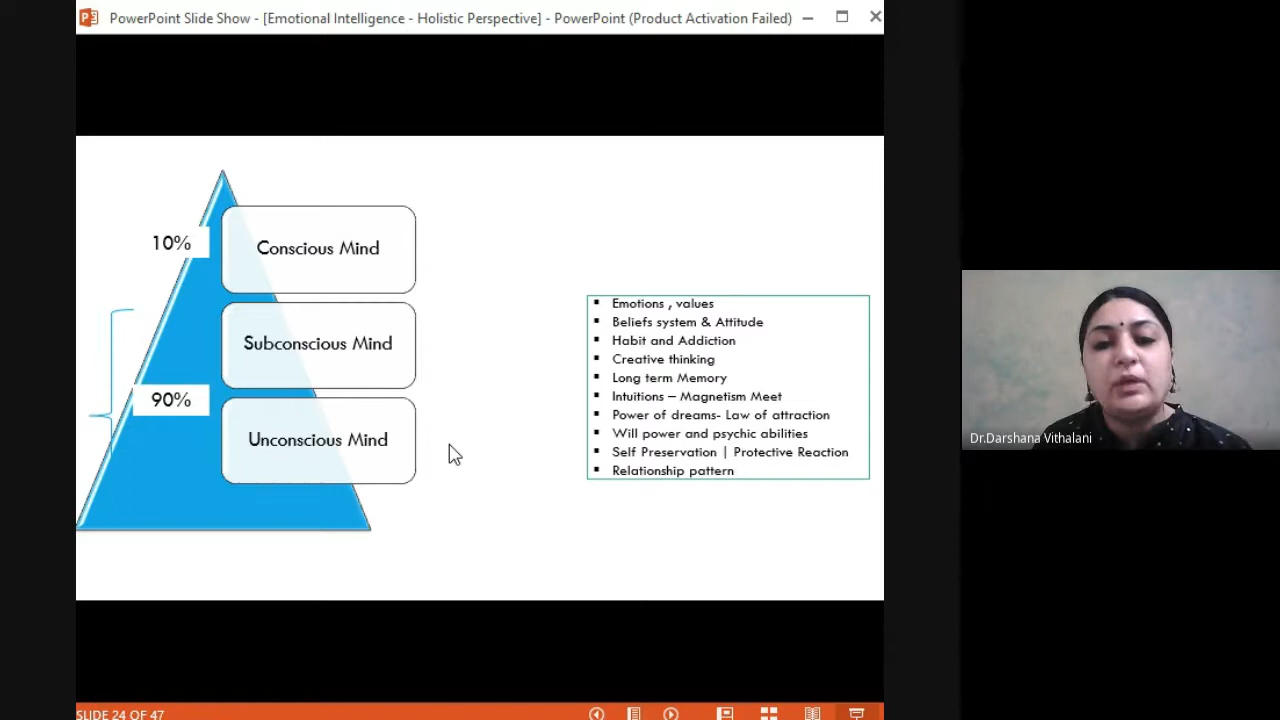 PowerPoint Slide Show - [Emotional Intelligence - Holistic Perspective] - PowerPoint (Product Activation Failed)
10%
Conscious Mind
Subconscious Mind
90%
Unconscious Mind
Emotions , values
Beliefs system & Attitude
Habit and Addiction
Creative thinking
Long term Memory
Intuitions – Magnetism Meet
Power of dreams- Law of attraction
Will power and psychic abilities
Self Preservation | Protective Reaction
Relationship pattern
Dr.Darshana Vithalani
SLIDE 24 OF 47